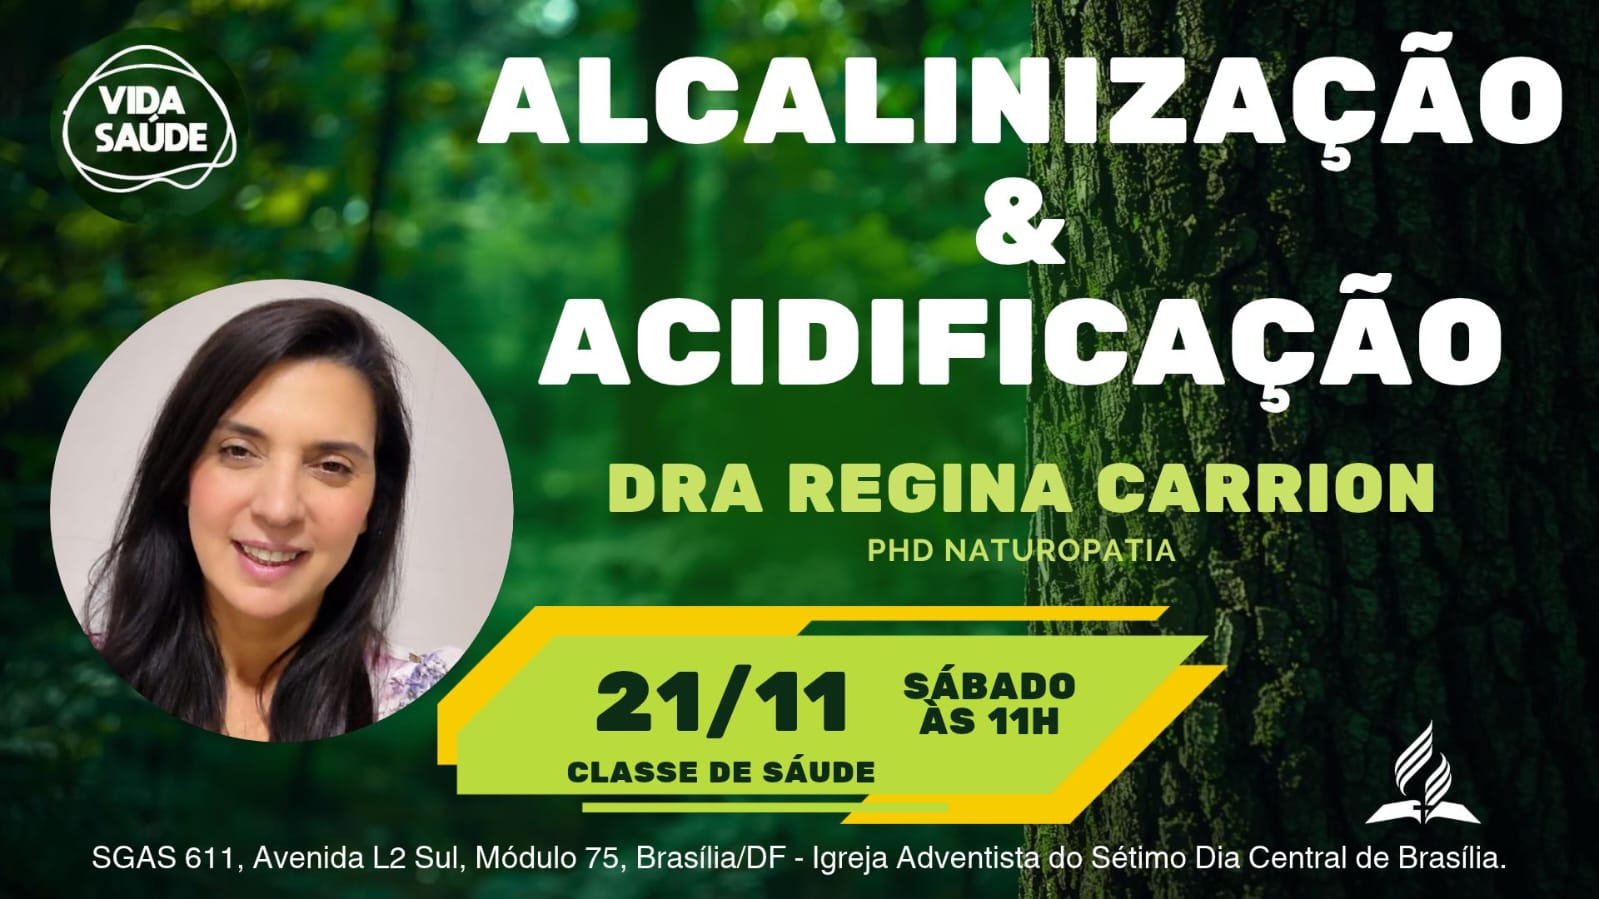 VIDA
SAÚDE
ALCALINIZAÇÃO
&
ACIDIFICAÇÃO
DRA REGINA CARRION
PHD NATUROPATIA
21/11
SÁBADO
ÀS 11H
CLASSE DE SÁUDE
SGAS 611, Avenida L2 Sul, Módulo 75, Brasília/DF - Igreja Adventista do Sétimo Dia Central de Brasília.